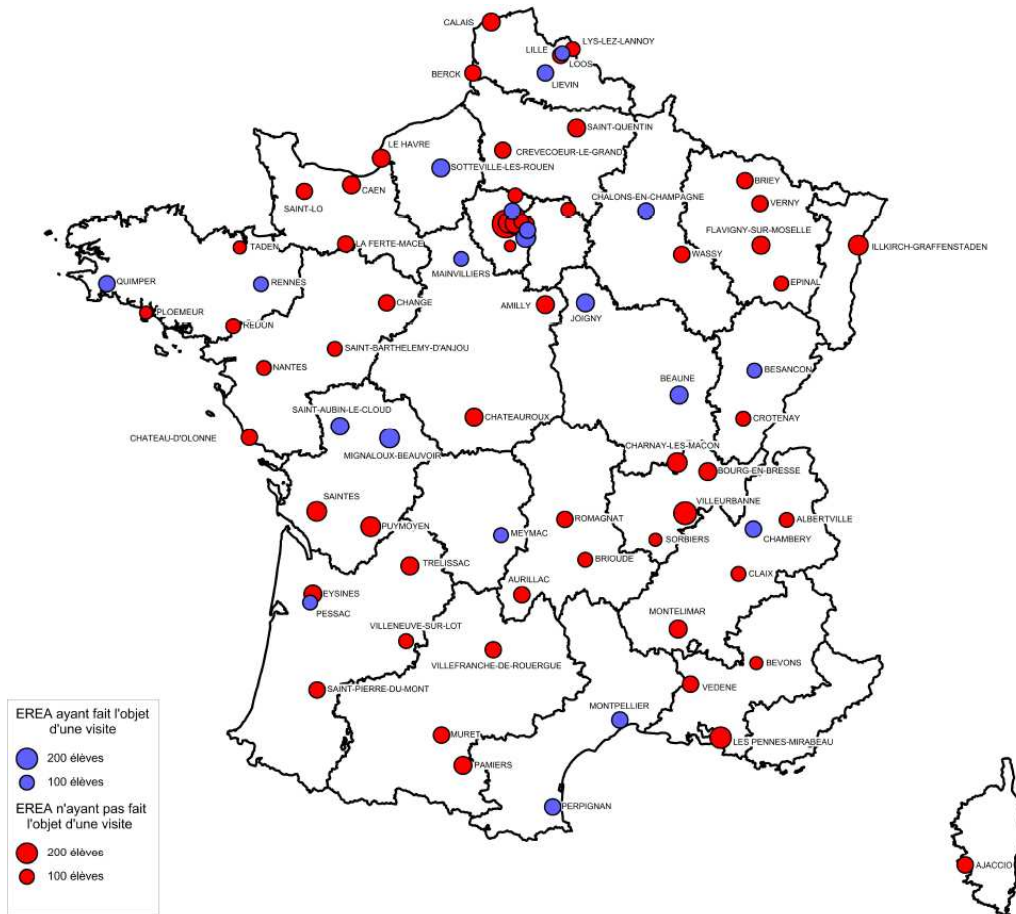 CALAIS
LYS-LEZ-LANNOY
LILLE
LOOS
BERCK
LIEVIN
SAINT-QUENTIN
LE HAVRE
CREVECOEUR-LE-GRAND
SOTTEVILLE-LES-ROUEN
BRIEY
CAEN
CHALONS-EN-CHAMPAGNE
SAINT-LO
VERNY
FLAVIGNY-SUR-MOSELLE
TADEN
LA FERTE-MACE
ILLKIRCH-GRAFFENSTADEN
WASSY
MAINVILLIERS
QUIMPER
RENNES
EPINAL
CHANGE
AMILLY
JOIGNY
PLOEMEUR
REDON
SAINT-BARTHELEMY-D'ANJOU
NANTES
BESANCON
BEAUNE
SAINT-AUBIN-LE-CLOUD
CHATEAUROUX
CROTENAY
CHATEAU-D'OLONNE
MIGNALOUX-BEAUVOIR
CHARNAY-LES-MACON
BOURG-EN-BRESSE
SAINTES
VILLEURBANNE
PUYMOYEN
ROMAGNAT
ALBERTVILLE
MEYMAC
SORBIERS
CHAMBERY
BRIOUDE
TRELISSAC
CLAIX
AURILLAC
EYSINES
PESSAC
MONTELIMAR
VILLENEUVE-SUR-LOT
VILLEFRANCHE-DE-ROUERGUE
BEVONS
VEDENE
SAINT-PIERRE-DU-MONT
MONTPELLIER
MURET
LES PENNES-MIRABEAU
PAMIERS
PERPIGNAN
AJACCIO
EREA ayant fait l'objet
d'une visite
200 élèves
100 élèves
EREA n'ayant pas fait
l'objet d'une visite
200 élèves
100 élèves